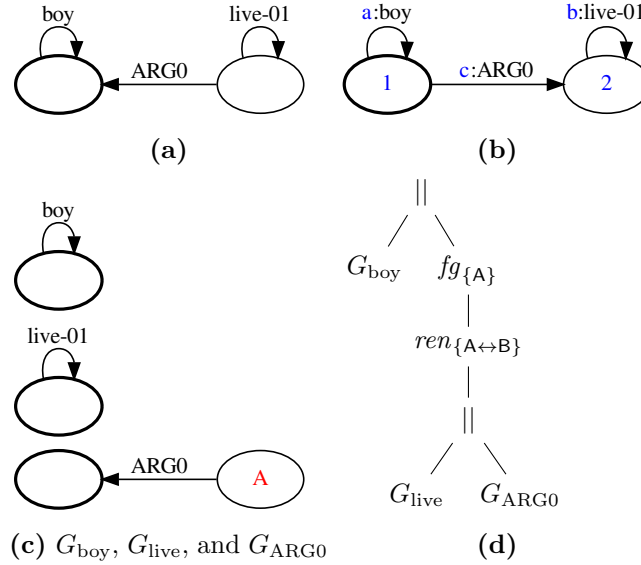 boy
live-01
ARG0
(a)
a:boy
b:live-01
c:ARG0
1
2
(b)
boy
live-01
ARG0
A
(c) G_boy, G_live, and G_ARG0
||
G_boy fg_{A}
ren_{A↔B}
||
G_live G_ARG0
(d)